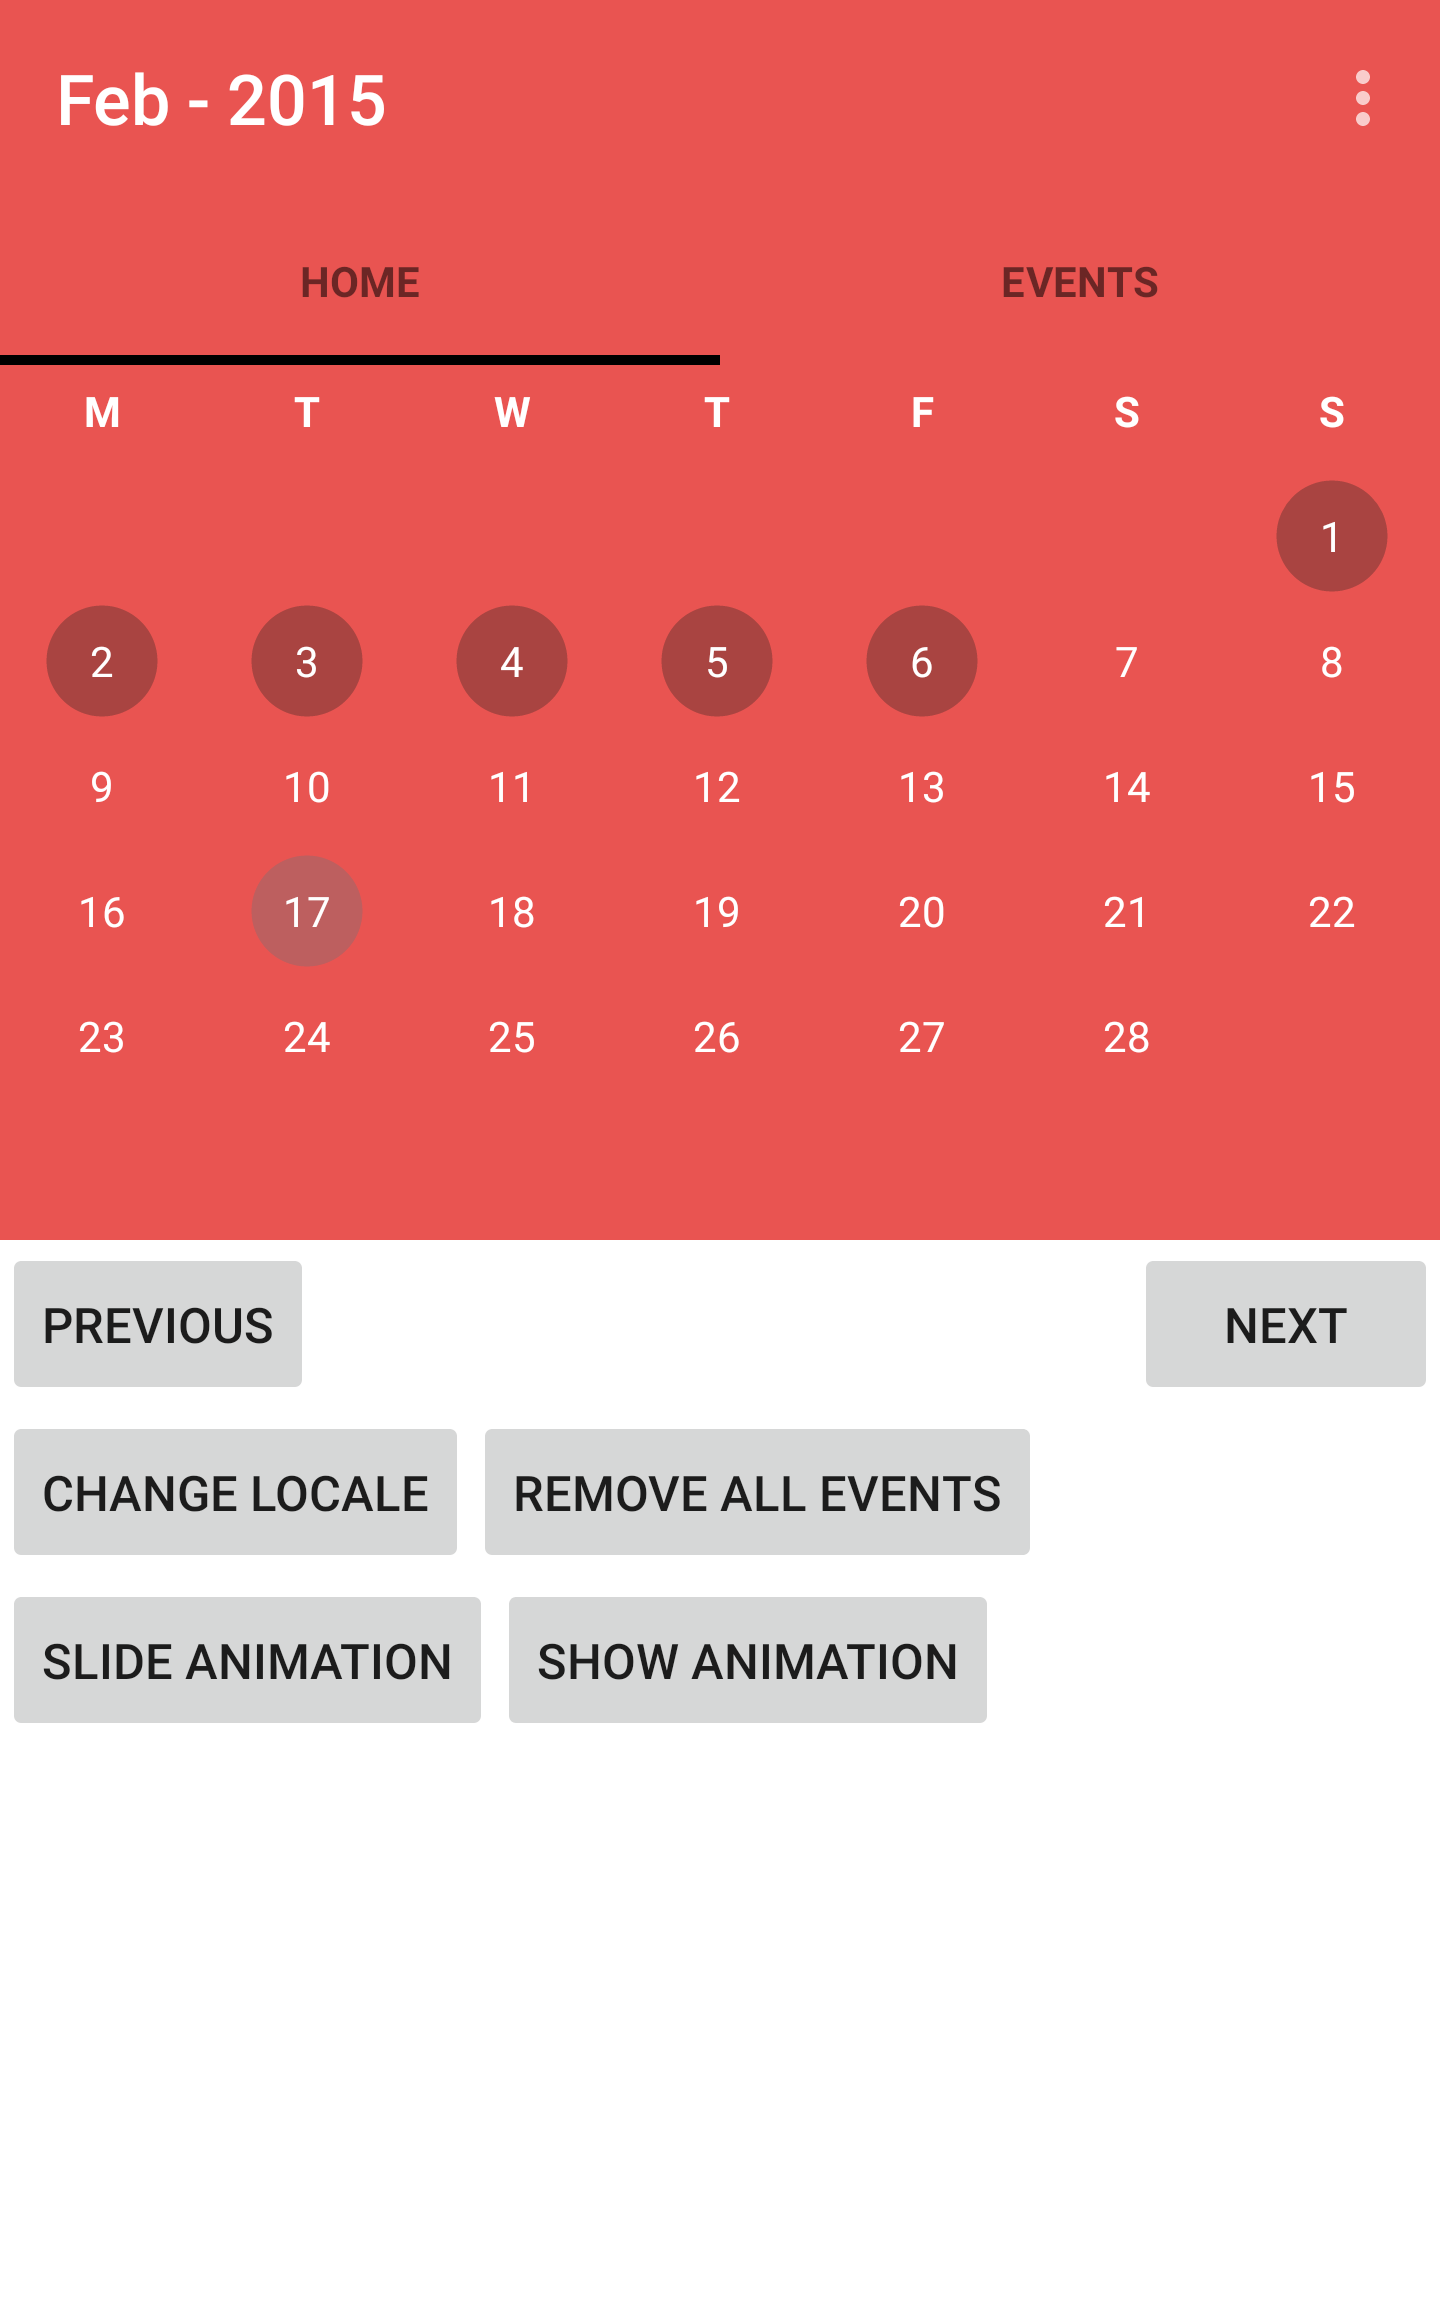 Feb - 2015
HOME EVENTS
M T W T F S S
1
2 3 4 5 6 7 8
9 10 11 12 13 14 15
16 17 18 19 20 21 22
23 24 25 26 27 28
PREVIOUS NEXT
CHANGE LOCALE REMOVE ALL EVENTS
SLIDE ANIMATION SHOW ANIMATION